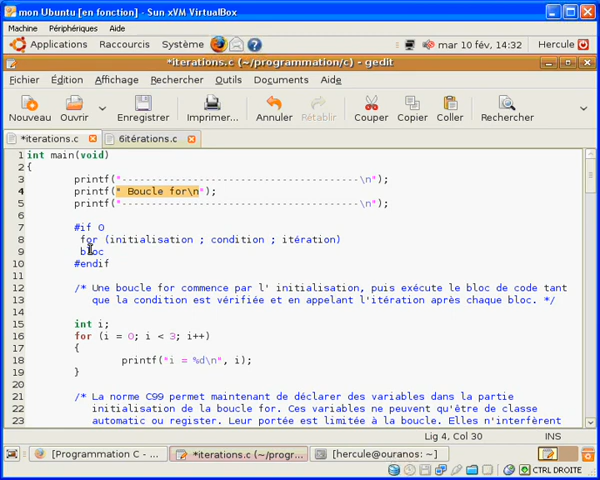 mon Ubuntu [en fonction] - Sun xVM VirtualBox
Machine Périphériques Aide
Applications Raccourcis Système mar 10 fév, 14:32 Hercule
*iterations.c (~/programmation/c) - gedit
Fichier Édition Affichage Rechercher Outils Documents Aide
Nouveau Ouvrir Enregistrer Imprimer... Annuler Rétablir Couper Copier Coller Rechercher
*iterations.c 6itérations.c
1 int main(void)
2 {
3 printf("----------------------------------------\n");
4 printf(" Boucle for\n");
5 printf("----------------------------------------\n");
6
7 #if 0
8 for (initialisation ; condition ; itération)
9 bloc
10 #endif
11
12 /* Une boucle for commence par l' initialisation, puis exécute le bloc de code tant
13 que la condition est vérifiée et en appelant l'itération après chaque bloc. */
14
15 int i;
16 for (i = 0; i < 3; i++)
17 {
18 printf("i = %d\n", i);
19 }
20
21 /* La norme C99 permet maintenant de déclarer des variables dans la partie
22 initialisation de la boucle for. Ces variables ne peuvent qu'être de classe
23 automatic ou register. Leur portée est limitée à la boucle. Elles n'interfèrent
Lig 4, Col 30 INS
[Programmation C - ... *iterations.c (~/progr... [hercule@ouranos: ~]
CTRL DROITE